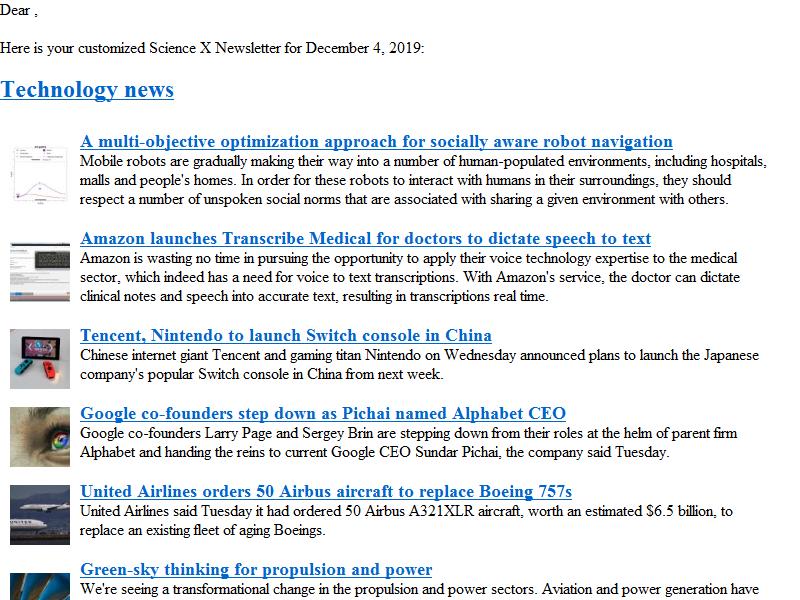 Dear ,
Here is your customized Science X Newsletter for December 4, 2019:
Technology news
A multi-objective optimization approach for socially aware robot navigation
Mobile robots are gradually making their way into a number of human-populated environments, including hospitals,
malls and people's homes. In order for these robots to interact with humans in their surroundings, they should
respect a number of unspoken social norms that are associated with sharing a given environment with others.
Amazon launches Transcribe Medical for doctors to dictate speech to text
Amazon is wasting no time in pursuing the opportunity to apply their voice technology expertise to the medical
sector, which indeed has a need for voice to text transcriptions. With Amazon's service, the doctor can dictate
clinical notes and speech into accurate text, resulting in transcriptions real time.
Tencent, Nintendo to launch Switch console in China
Chinese internet giant Tencent and gaming titan Nintendo on Wednesday announced plans to launch the Japanese
company's popular Switch console in China from next week.
Google co-founders step down as Pichai named Alphabet CEO
Google co-founders Larry Page and Sergey Brin are stepping down from their roles at the helm of parent firm
Alphabet and handing the reins to current Google CEO Sundar Pichai, the company said Tuesday.
United Airlines orders 50 Airbus aircraft to replace Boeing 757s
United Airlines said Tuesday it had ordered 50 Airbus A321XLR aircraft, worth an estimated $6.5 billion, to
replace an existing fleet of aging Boeings.
Green-sky thinking for propulsion and power
We're seeing a transformational change in the propulsion and power sectors. Aviation and power generation have